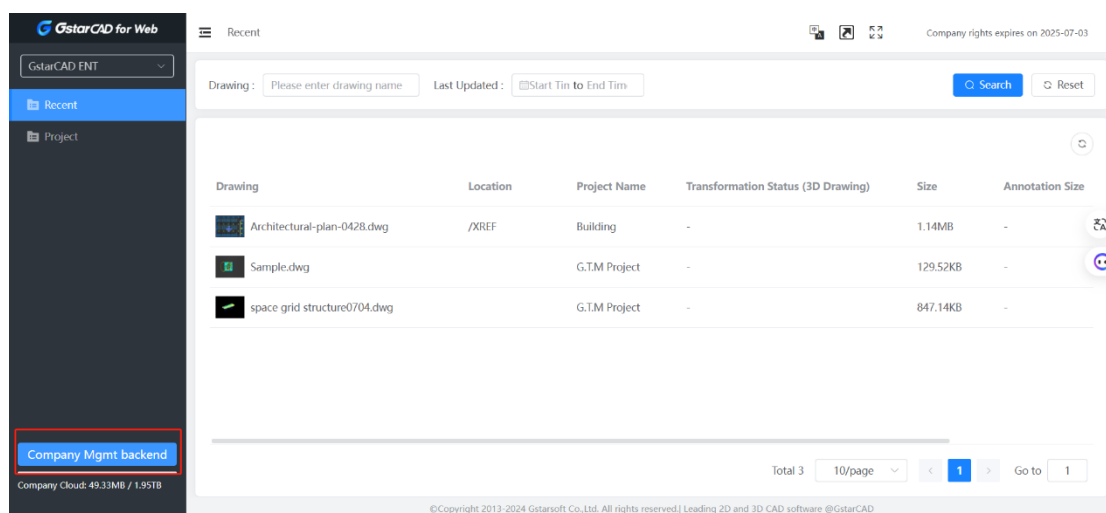 GstarCAD for Web
Recent
Company rights expires on 2025-07-03
GstarCAD ENT
Drawing : Please enter drawing name Last Updated : Start Tim to End Tim
Search Reset
Recent
Project
Drawing Location Project Name Transformation Status (3D Drawing) Size Annotation Size
Architectural-plan-0428.dwg /XREF Building - 1.14MB -
Sample.dwg G.T.M Project - 129.52KB -
space grid structure0704.dwg G.T.M Project - 847.14KB -
Company Mgmt backend
Total 3 10/page < 1 > Go to 1
Company Cloud: 49.33MB / 1.95TB
©Copyright 2013-2024 Gstarsoft Co.,Ltd. All rights reserved.| Leading 2D and 3D CAD software @GstarCAD